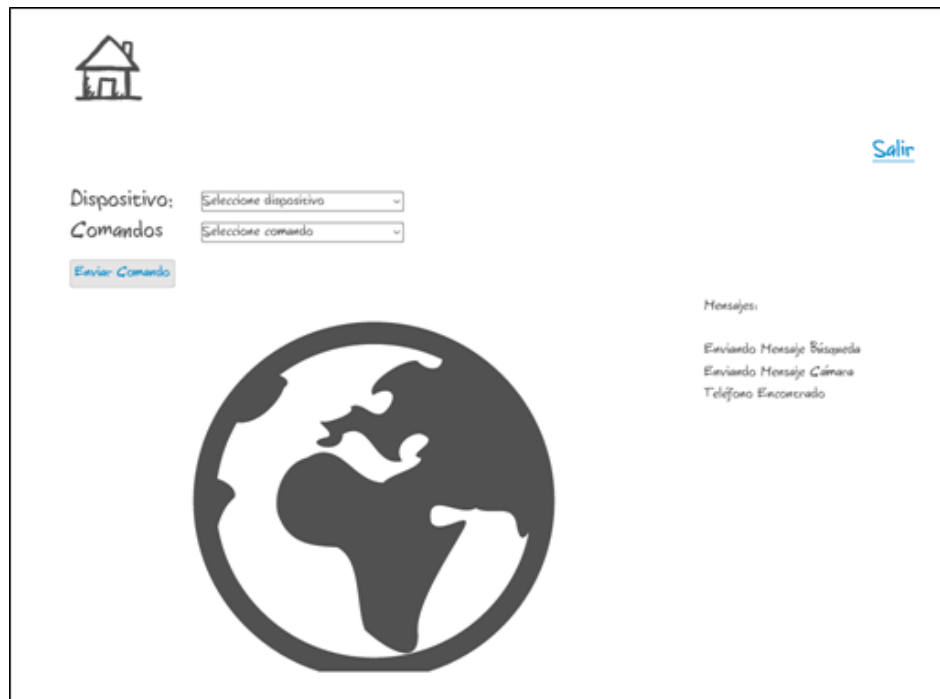 Salir
Dispositivo: Seleccione dispositivo
Comandos Seleccione comando
Enviar Comando
Mensajes:
Enviando Mensaje Búsqueda
Enviando Mensaje Cámara
Teléfono Encontrado